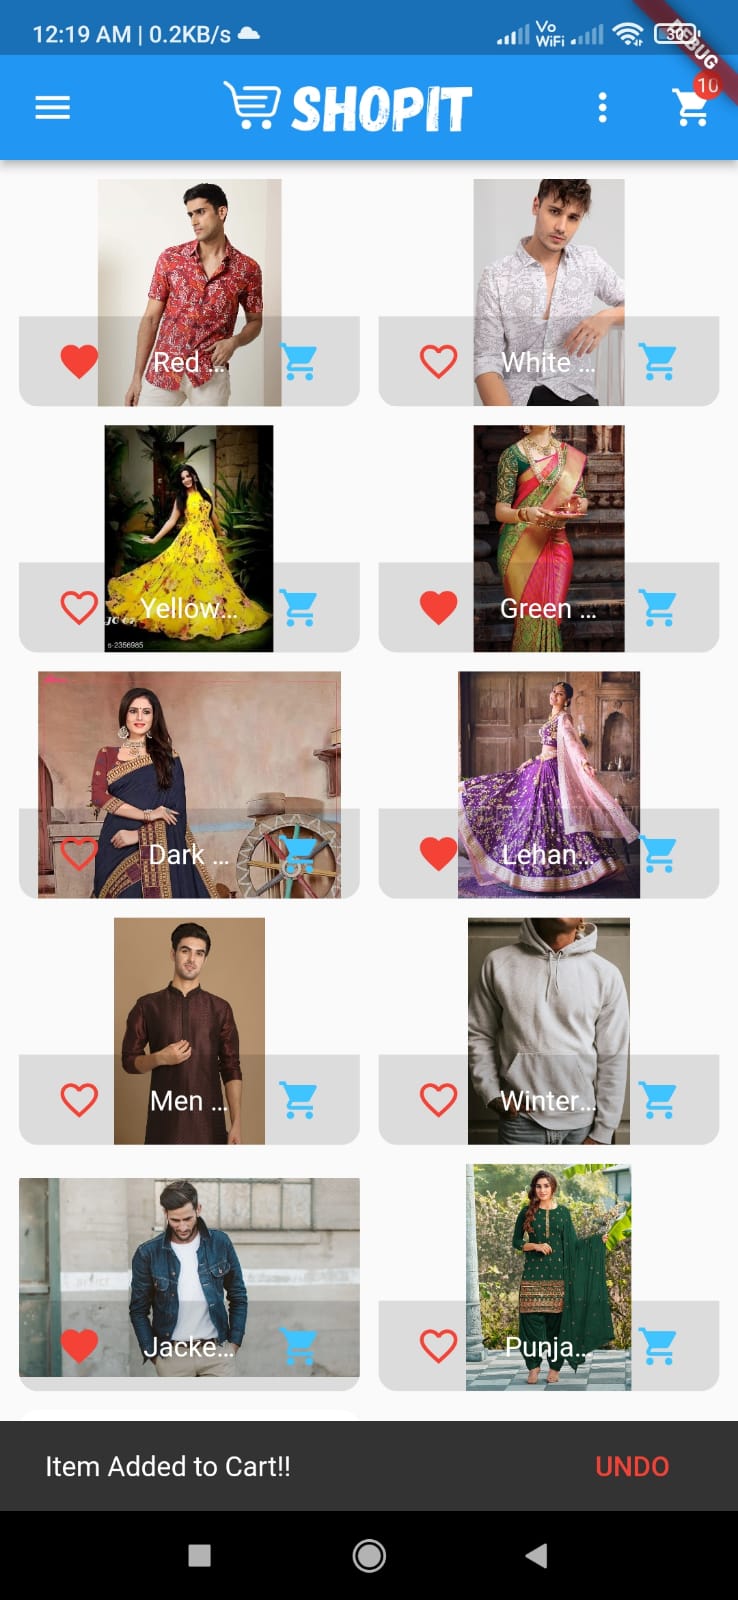 12:19 AM | 0.2KB/s
Vo
WiFi
30
DEBUG
SHOPIT
10
Red ...
White ...
Yellow...
S-2356985
Green ...
Dark ...
Lehan...
Men ...
Winter...
Jacke...
Punja...
Item Added to Cart!!
UNDO